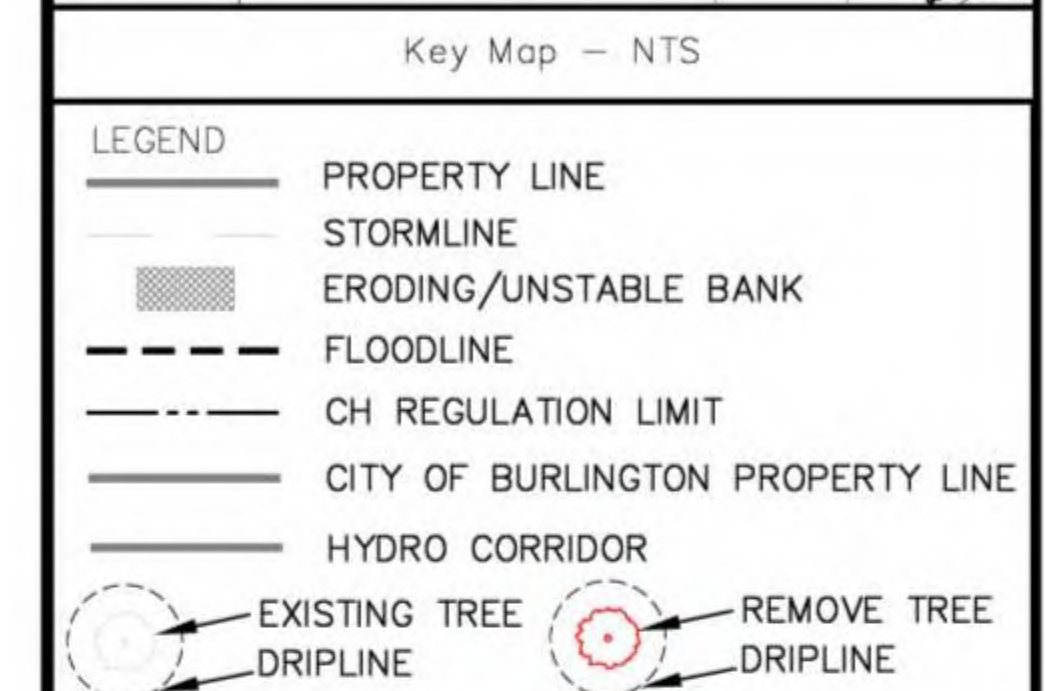 Key Map - NTS
LEGEND
PROPERTY LINE
STORMLINE
ERODING/UNSTABLE BANK
FLOODLINE
CH REGULATION LIMIT
CITY OF BURLINGTON PROPERTY LINE
HYDRO CORRIDOR
EXISTING TREE REMOVE TREE
DRIPLINE DRIPLINE